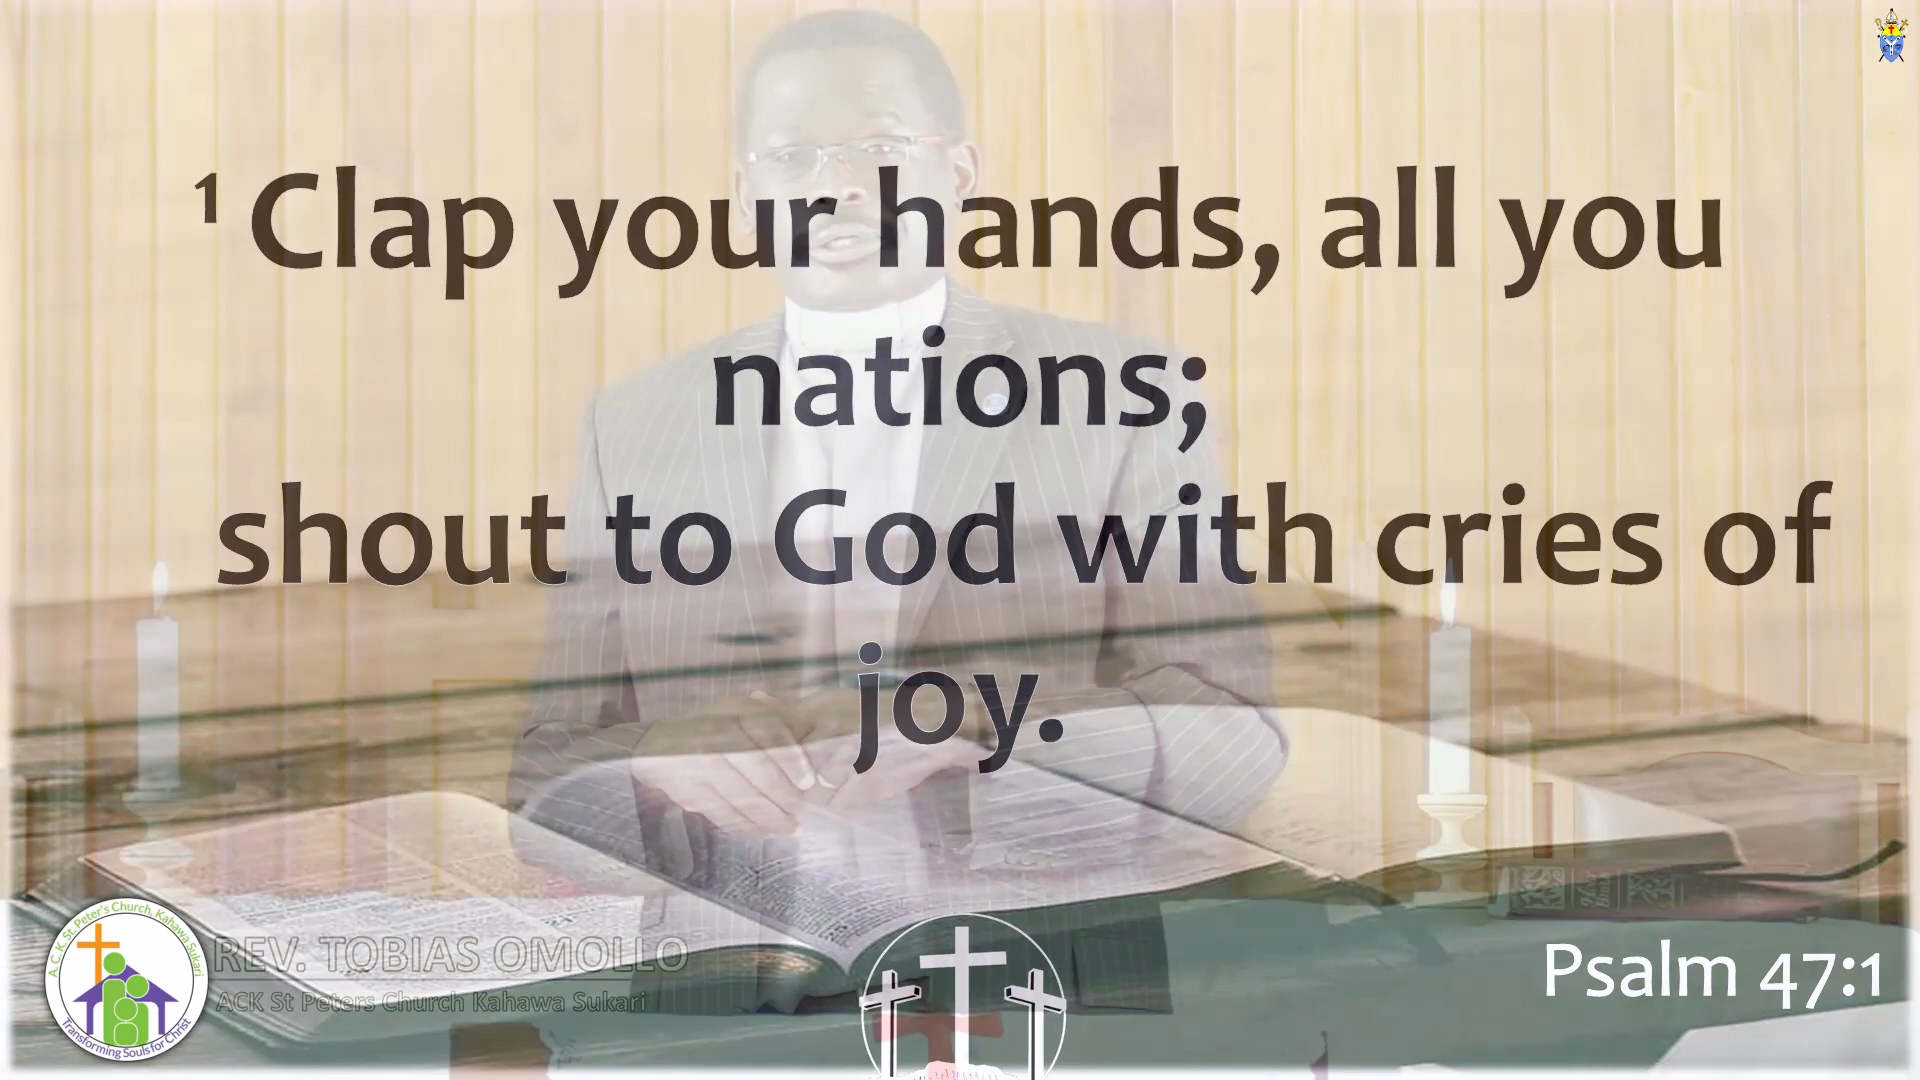 1 Clap your hands, all you
nations;
shout to God with cries of
joy.
A.C.K. St. Peter's Church, Kahawa Sukari
Transforming Souls for Christ
REV. TOBIAS OMOLLO
ACK St Peters Church Kahawa Sukari
Psalm 47:1